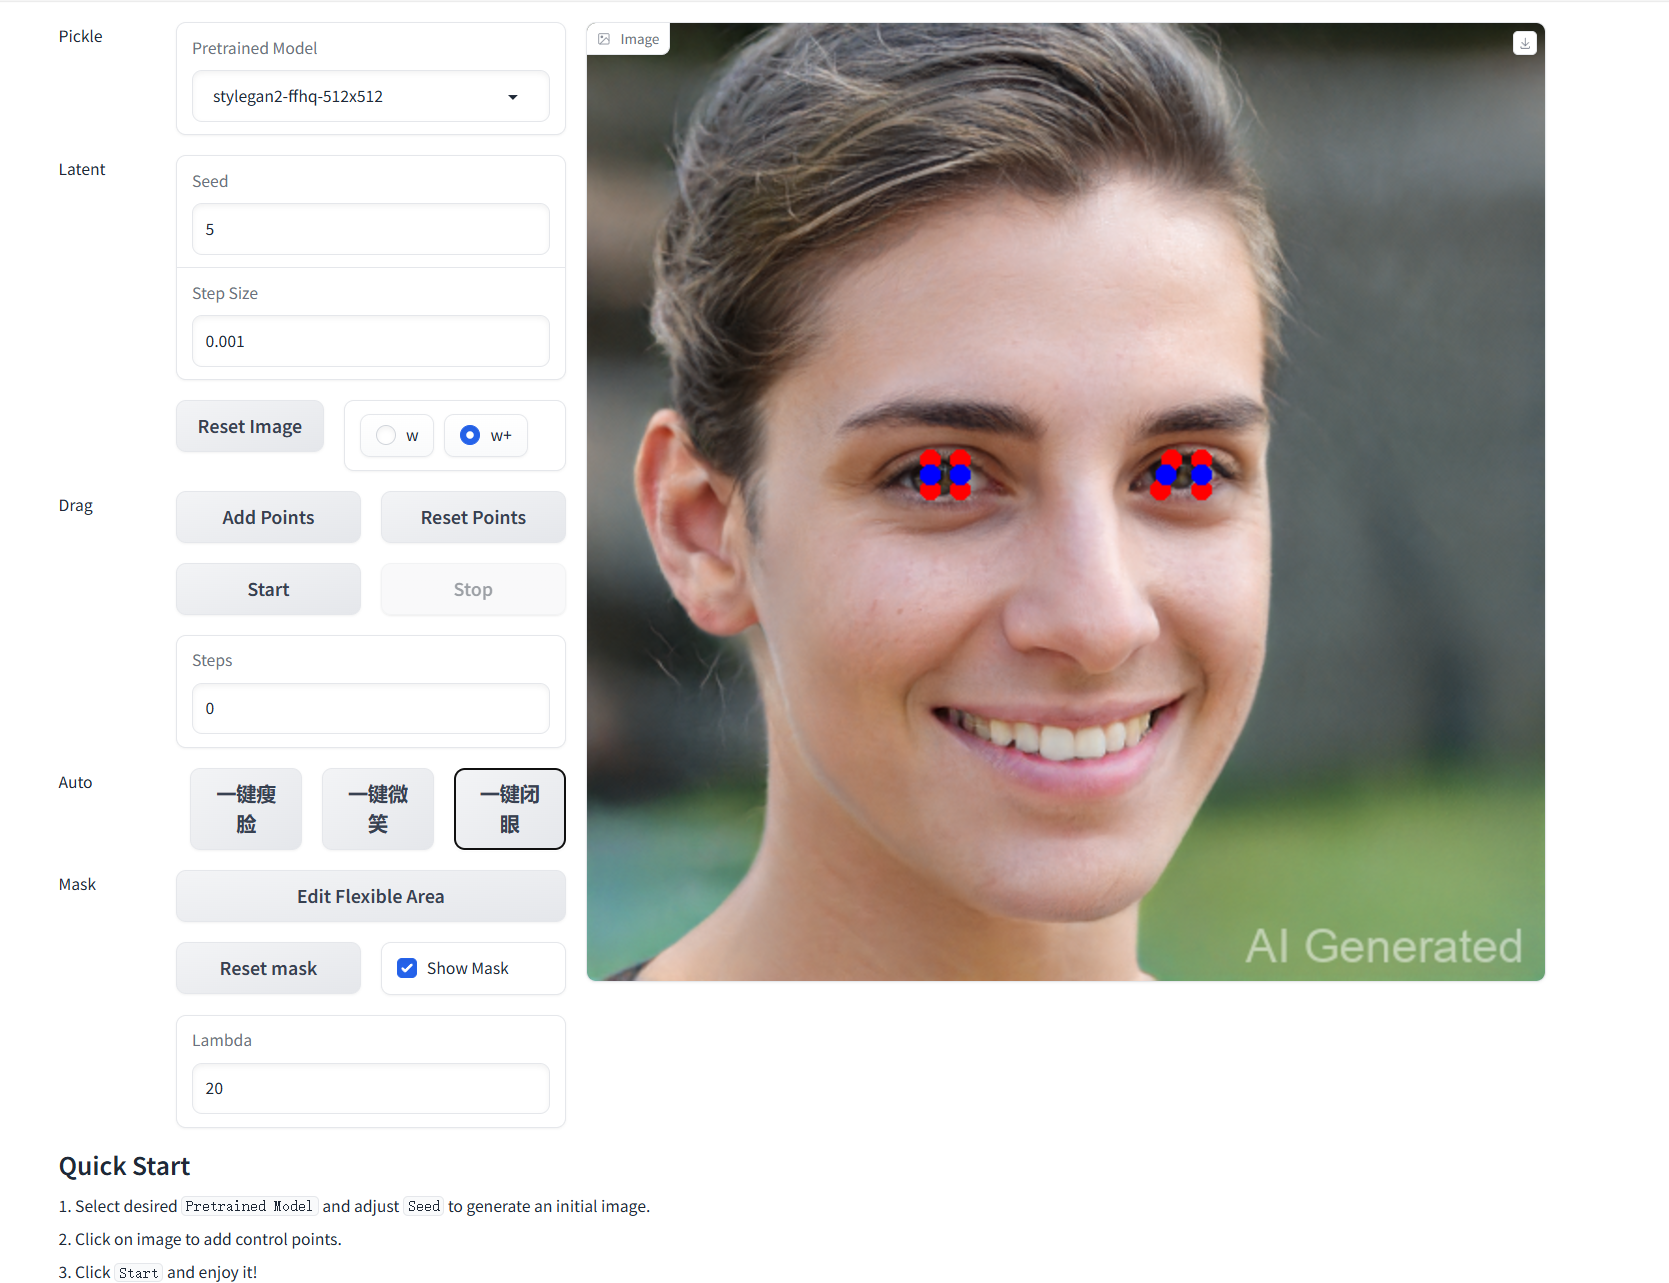 Pickle
Pretrained Model
stylegan2-ffhq-512x512
Latent
Seed
5
Step Size
0.001
Reset Image
w
w+
Drag
Add Points
Reset Points
Start
Stop
Steps
0
Auto
一键瘦
脸
一键微
笑
一键闭
眼
Mask
Edit Flexible Area
Reset mask
Show Mask
Lambda
20
Image
AI Generated
Quick Start
1. Select desired Pretrained Model and adjust Seed to generate an initial image.
2. Click on image to add control points.
3. Click Start and enjoy it!